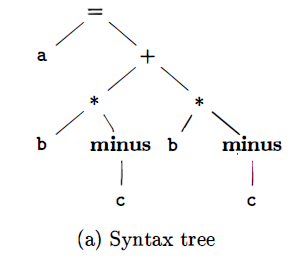 =
a +
* *
b minus b minus
c c
(a) Syntax tree